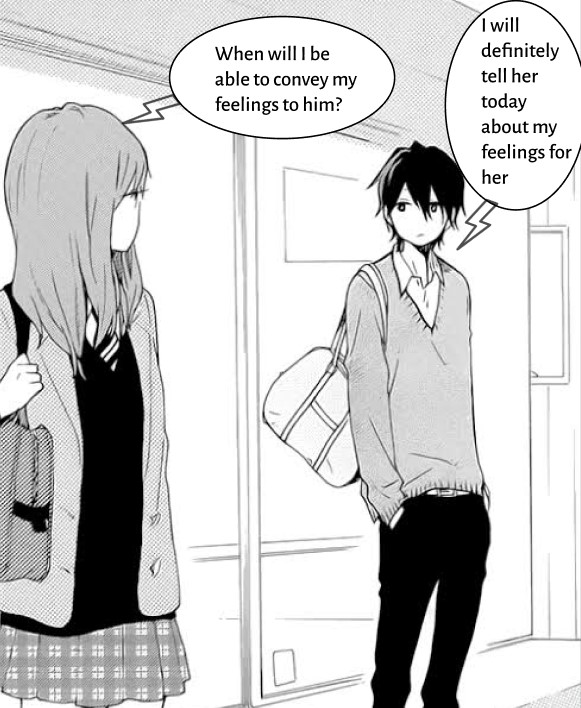 When will I be
able to convey my
feelings to him?
I will
definitely
tell her
today
about my
feelings for
her